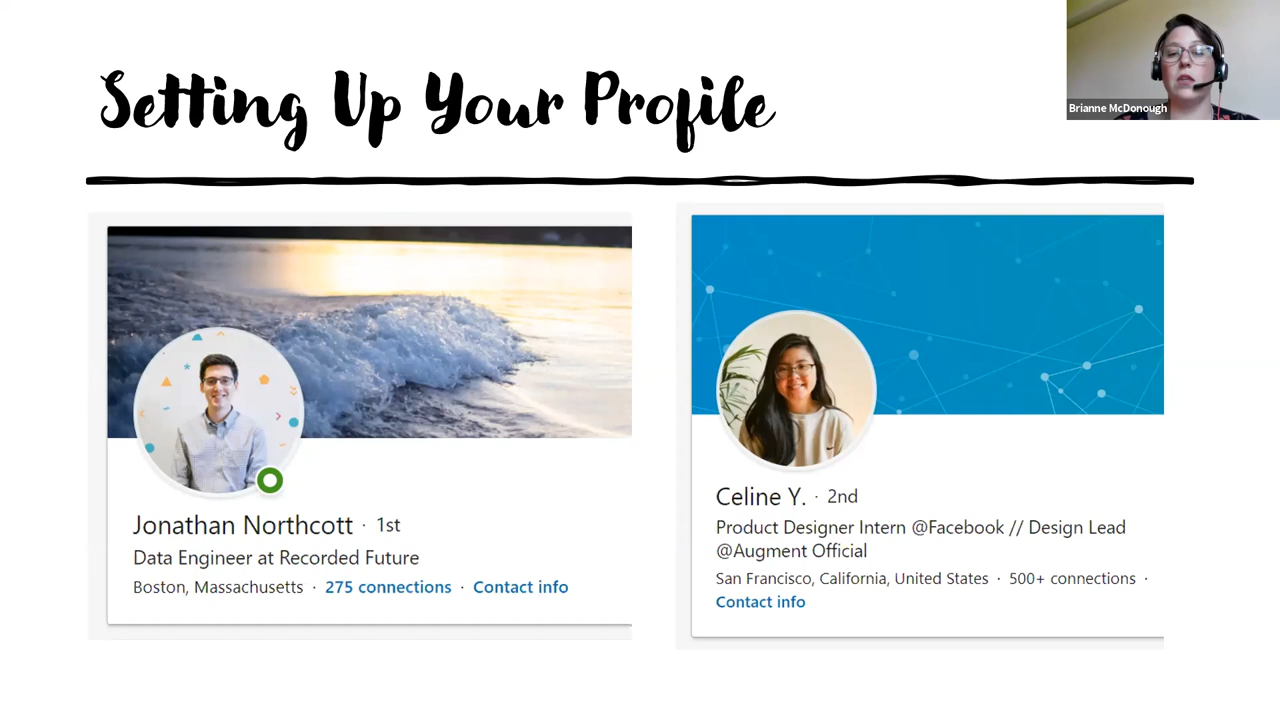 Setting Up Your Profile
Brianne McDonough
Jonathan Northcott · 1st
Data Engineer at Recorded Future
Boston, Massachusetts · 275 connections · Contact info
Celine Y. · 2nd
Product Designer Intern @Facebook // Design Lead
@Augment Official
San Francisco, California, United States · 500+ connections ·
Contact info